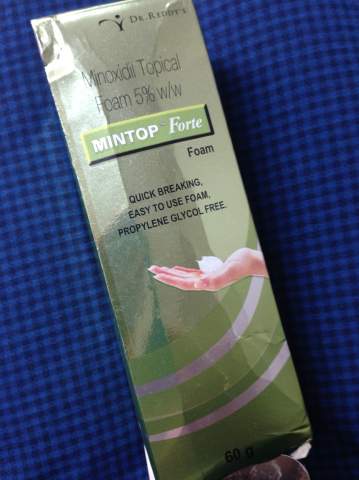 DR. REDDY'S
Minoxidil Topical
Foam 5% w/w
MINTOP Forte
Foam
QUICK BREAKING,
EASY TO USE FOAM,
PROPYLENE GLYCOL FREE.
60 g